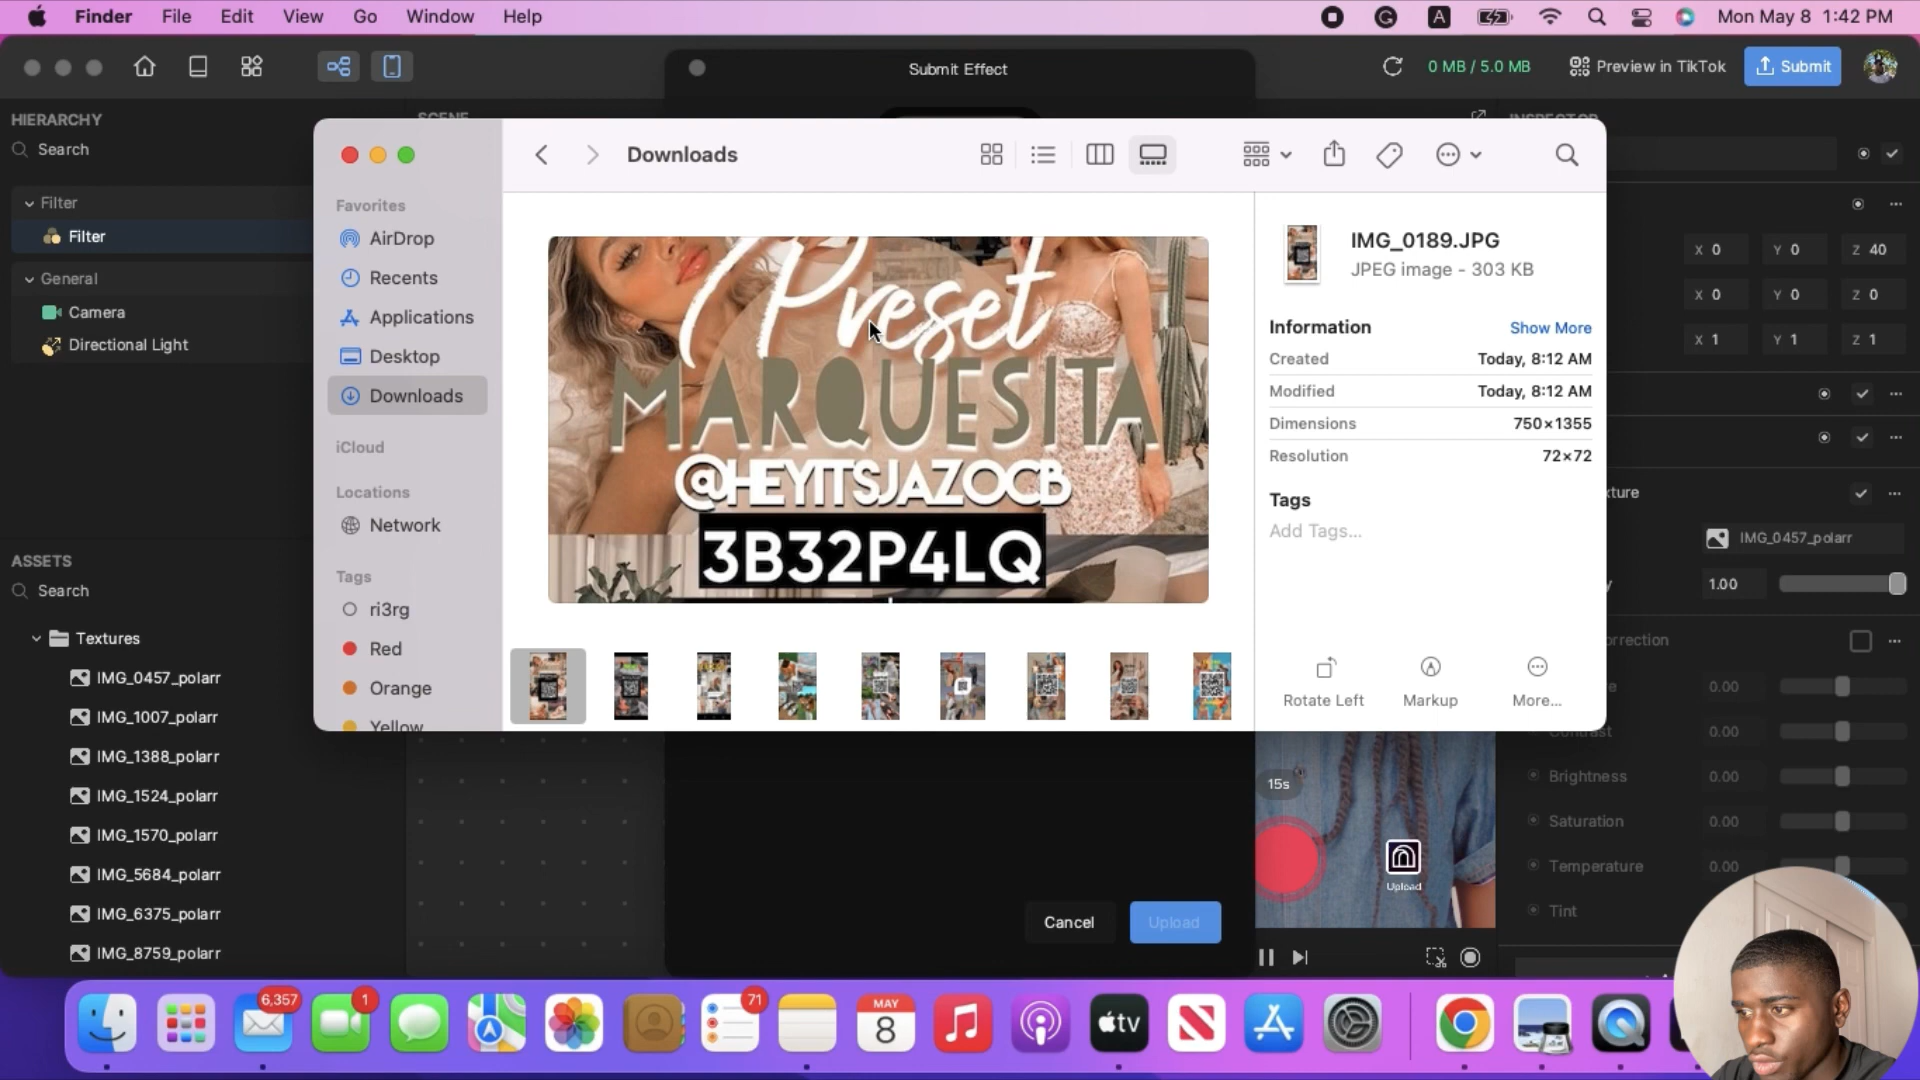 Finder File Edit View Go Window Help
A
Mon May 8 1:42 PM
Submit Effect
0 MB / 5.0 MB
Preview in TikTok
Submit
HIERARCHY
Search
Filter
Filter
General
Camera
Directional Light
Downloads
Favorites
AirDrop
Recents
Applications
Desktop
Downloads
iCloud
Locations
Network
Tags
ri3rg
Red
Orange
Yellow
Preset
MARQUESITA
@HEYITSJAZOCB
3B32P4LQ
IMG_0189.JPG
JPEG image - 303 KB
Information
Show More
Created Today, 8:12 AM
Modified Today, 8:12 AM
Dimensions 750×1355
Resolution 72×72
Tags
Add Tags...
Rotate Left
Markup
More...
X 0 Y 0 Z 40
X 0 Y 0 Z 0
X 1 Y 1 Z 1
IMG_0457_polarr
1.00
0.00
0.00
Brightness 0.00
Saturation 0.00
Temperature 0.00
Tint
ASSETS
Search
Textures
IMG_0457_polarr
IMG_1007_polarr
IMG_1388_polarr
IMG_1524_polarr
IMG_1570_polarr
IMG_5684_polarr
IMG_6375_polarr
IMG_8759_polarr
15s
Upload
Cancel
Upload
6,357
1
71
MAY
8
tv